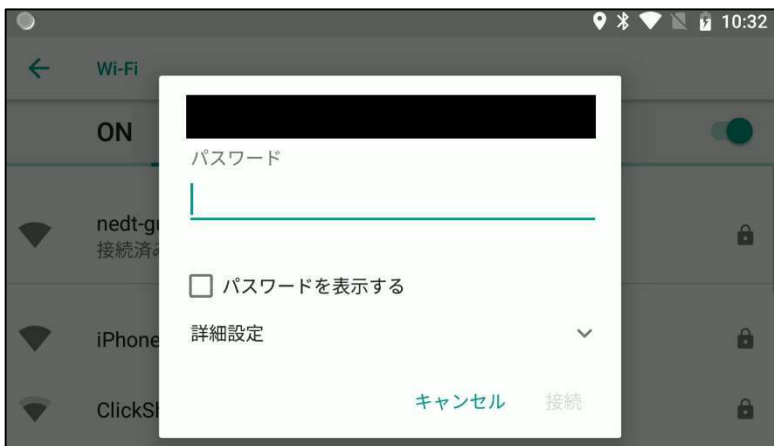 10:32
Wi-Fi
ON
パスワード
nedt-g
接続済み
パスワードを表示する
iPhone
詳細設定
ClickSh
キャンセル 接続